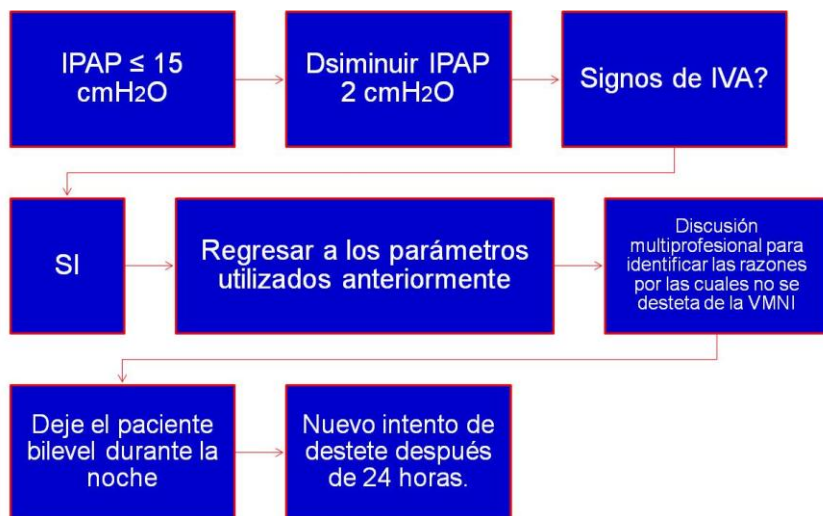 IPAP ≤ 15
cmH2O
Dsiminuir IPAP
2 cmH2O
Signos de IVA?
SI
Regresar a los parámetros
utilizados anteriormente
Discusión
multiprofesional para
identificar las razones
por las cuales no se
desteta de la VMNI
Deje el paciente
bilevel durante la
noche
Nuevo intento de
destete después
de 24 horas.